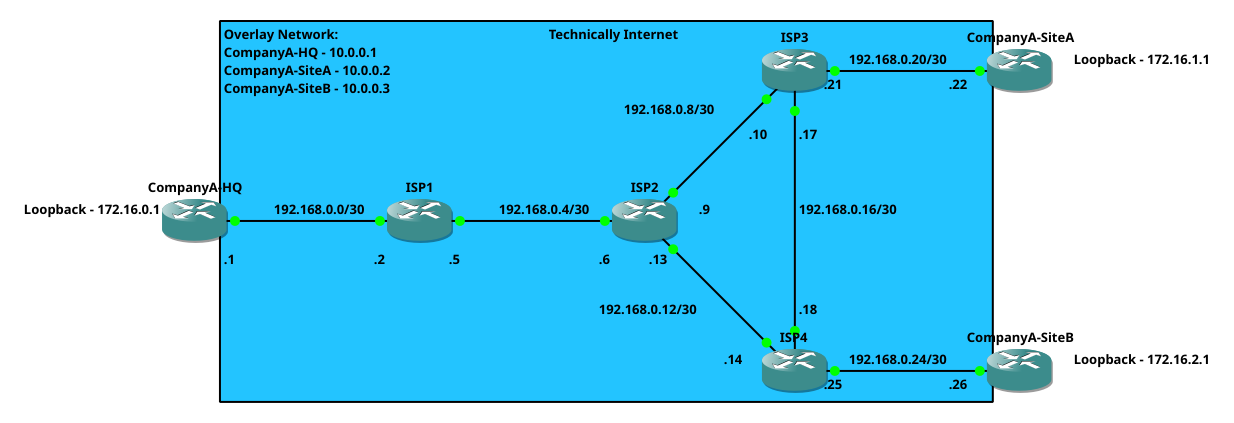 Overlay Network:
CompanyA-HQ - 10.0.0.1
CompanyA-SiteA - 10.0.0.2
CompanyA-SiteB - 10.0.0.3
Technically Internet
ISP3
CompanyA-SiteA
192.168.0.20/30
Loopback - 172.16.1.1
.21
.22
192.168.0.8/30
.10
.17
CompanyA-HQ
ISP1
ISP2
Loopback - 172.16.0.1
192.168.0.0/30
192.168.0.4/30
.9
192.168.0.16/30
.1
.2
.5
.6
.13
192.168.0.12/30
.18
ISP4
CompanyA-SiteB
.14
192.168.0.24/30
Loopback - 172.16.2.1
.25
.26